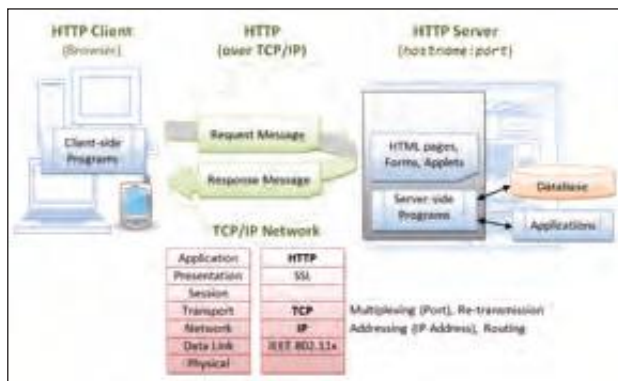 HTTP Client
(Browser)
HTTP
(over TCP/IP)
HTTP Server
(hostname:port)
Client-side
Programs
Request Message
Response Message
HTML pages,
Forms, Applets
Server-side
Programs
Database
Applications
TCP/IP Network
Application HTTP
Presentation SSL
Session
Transport TCP Multiplexing (Port), Re-transmission
Network IP Addressing (IP Address), Routing
Data Link IEEE 802.11x
Physical